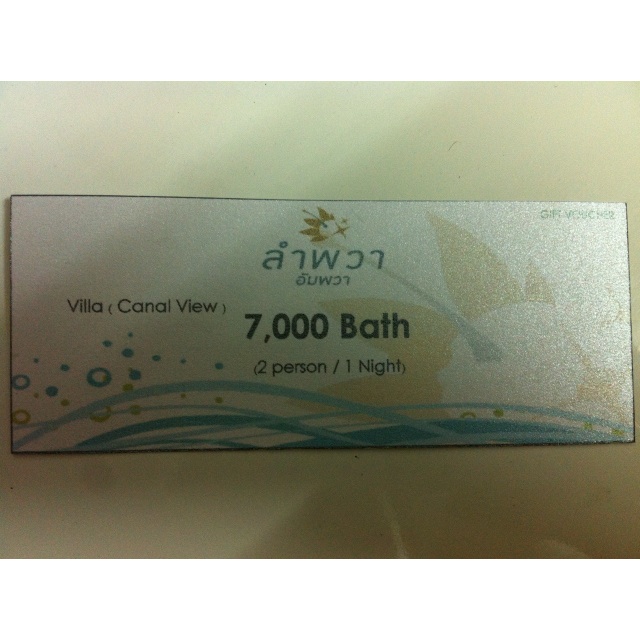 GIFT VOUCHER
ลำพวา
อัมพวา
Villa ( Canal View )
7,000 Bath
(2 person / 1 Night)